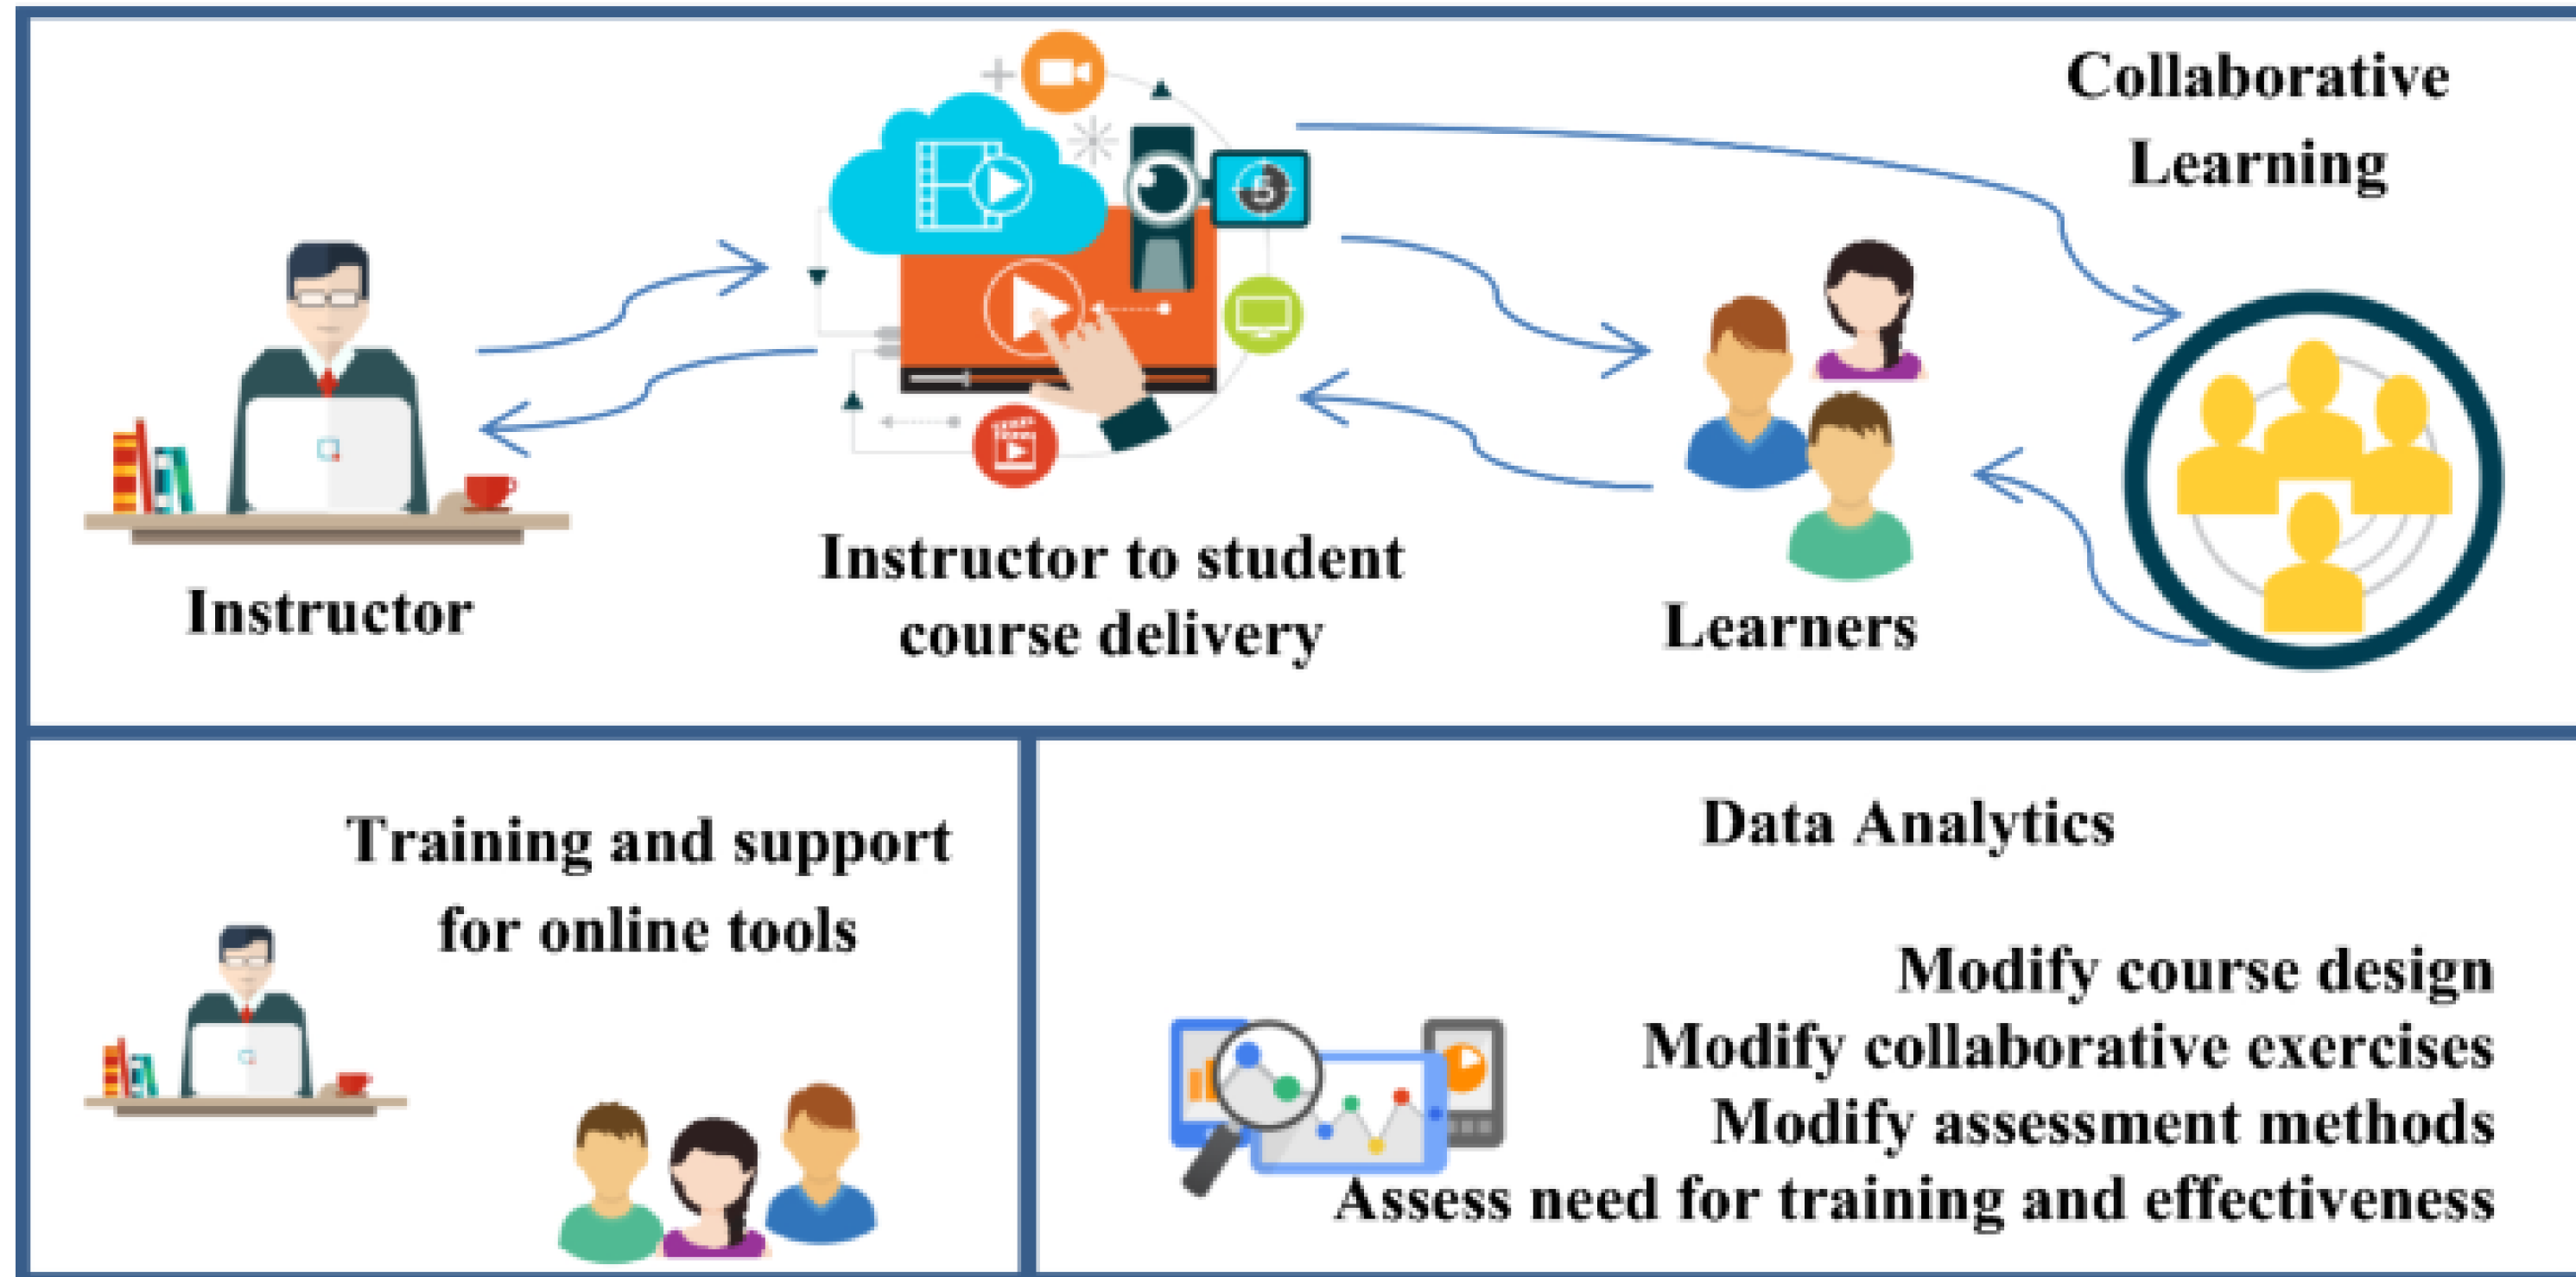 Collaborative
Learning
5
Instructor
Instructor to student
course delivery
Learners
Training and support
for online tools
Data Analytics
Modify course design
Modify collaborative exercises
Modify assessment methods
Assess need for training and effectiveness